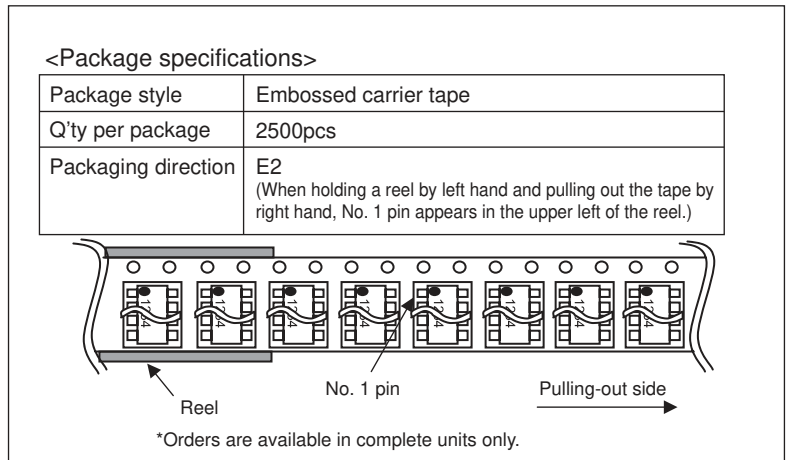 <Package specifications>
Package style Embossed carrier tape
Q'ty per package 2500pcs
Packaging direction E2
(When holding a reel by left hand and pulling out the tape by
right hand, No. 1 pin appears in the upper left of the reel.)
Reel
No. 1 pin
Pulling-out side
*Orders are available in complete units only.